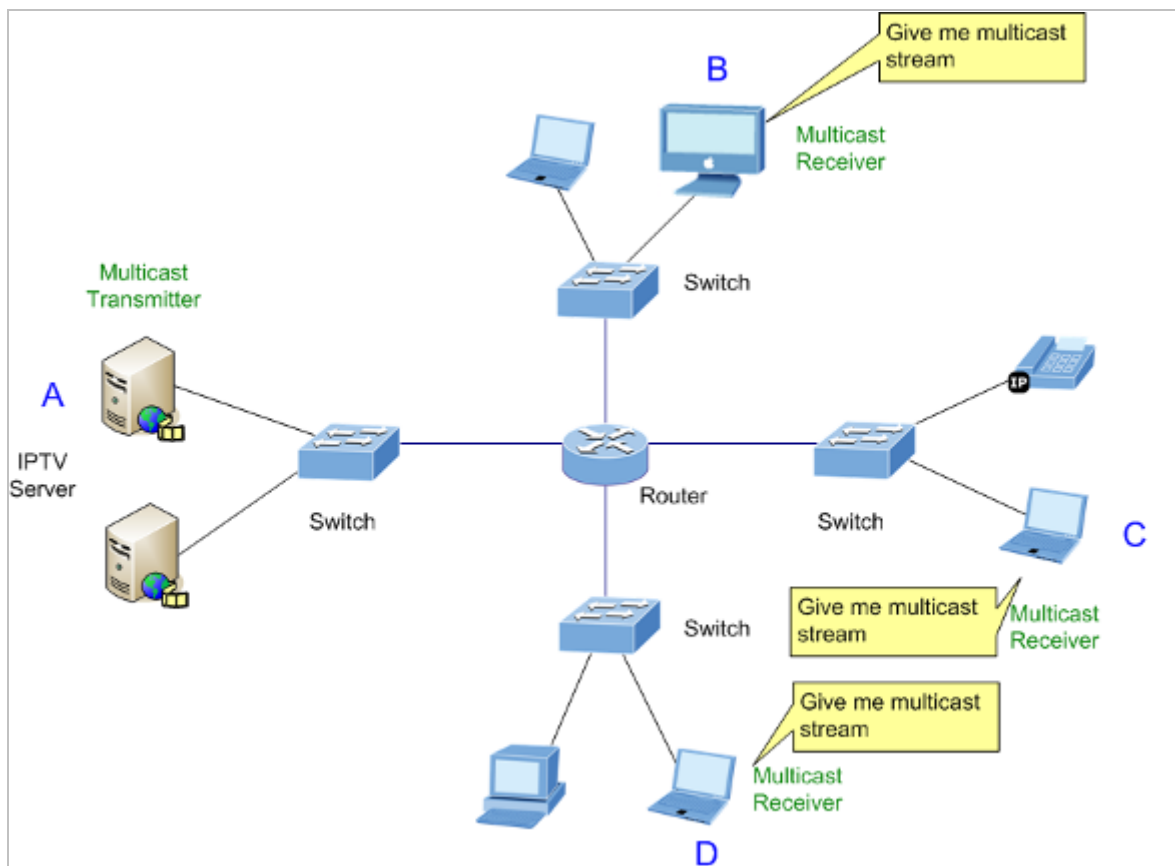 Give me multicast
stream
B
Multicast
Receiver
Switch
Multicast
Transmitter
A
IPTV
Server
Switch
Router
IP
Switch
C
Give me multicast
stream
Multicast
Receiver
Switch
Give me multicast
stream
Multicast
Receiver
D